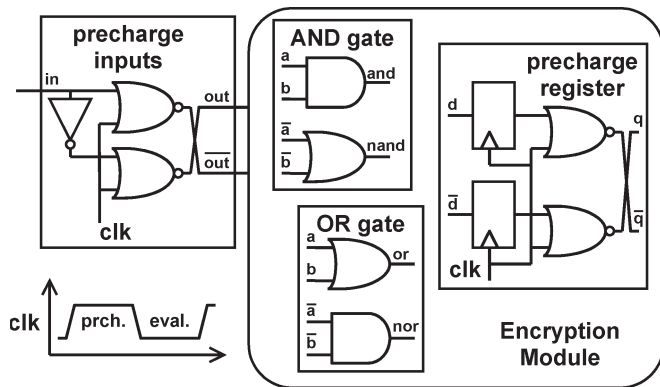 precharge
inputs
in
out
o̅u̅t̅
clk
clk
prch.
eval.
AND gate
a
b
and
a̅
b̅
nand
OR gate
a
b
or
a̅
b̅
nor
precharge
register
d
q
d̅
q̅
clk
Encryption
Module